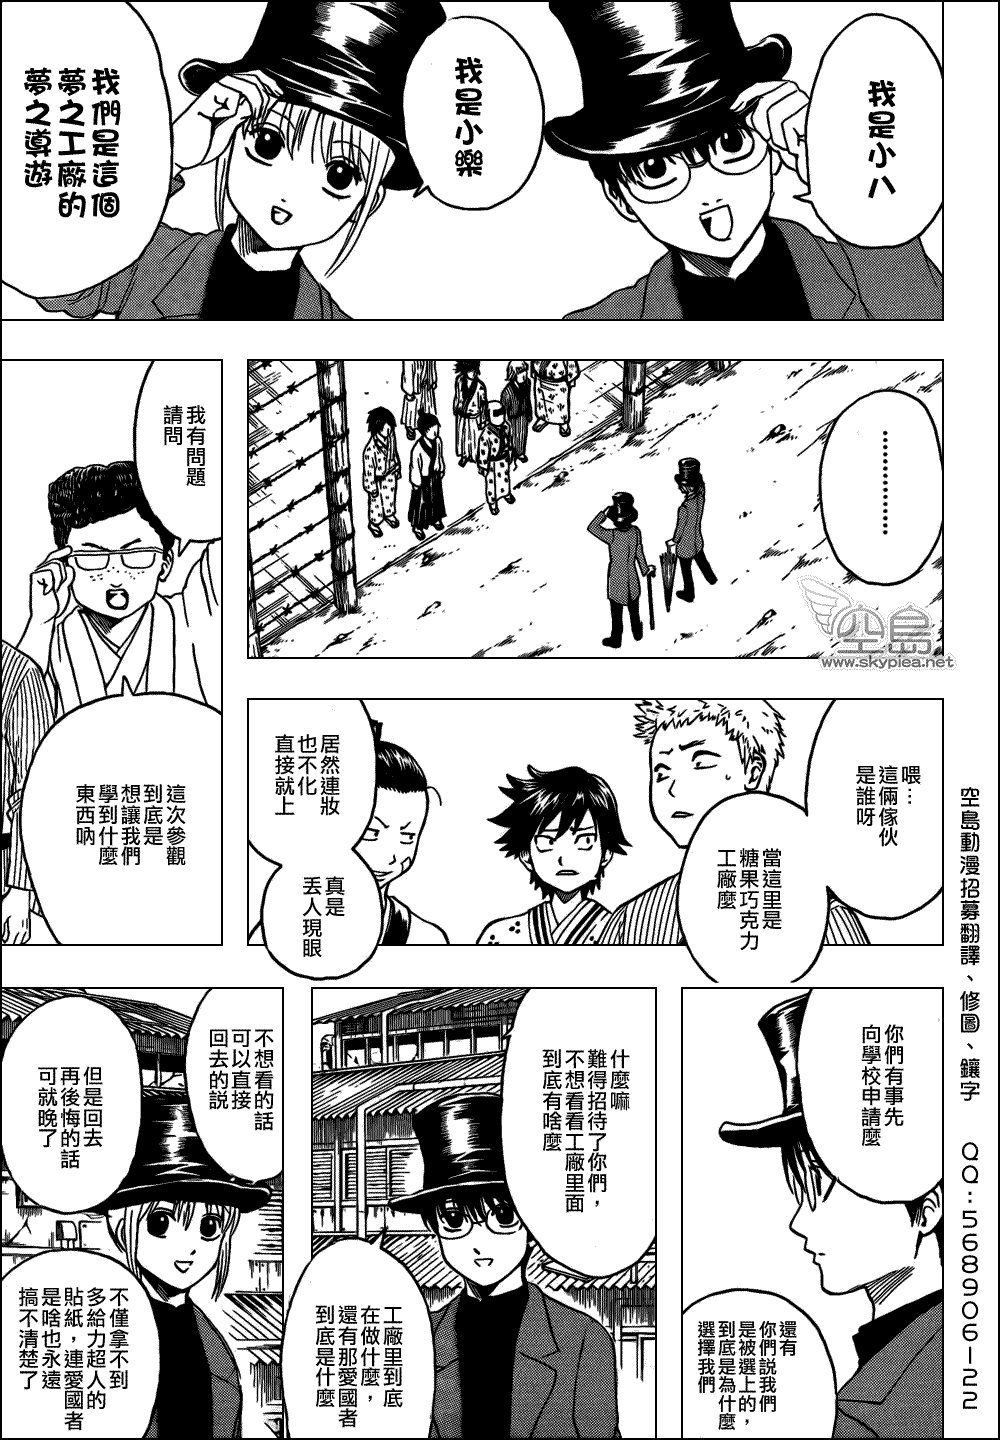 我是小八
我是小樂
我們是這個
夢之工廠的
夢之導遊
…………
我有問題
請問
這次參觀
到底是
想讓我們
學到什麼
東西吶
喂…
這倆傢伙
是誰呀
當這里是
糖果巧克力
工廠麼
居然連妝
也不化
直接就上
真是
丟人現眼
你們有事先
向學校申請麼
還有
你們說我們
是被選上的，
到底是為什麼
選擇我們
什麼嘛
難得招待了你們，
不想看看工廠里面
到底有啥麼
工廠里到底
在做什麼，
還有那愛國者
到底是什麼
不想看的話
可以直接
回去的説
但是回去
再後悔的話
可就晚了
不僅拿不到
多給力超人的
貼紙，連愛國者
是啥也永遠
搞不清楚了
空島
www.skypiea.net
空島動漫招募翻譯、修圖、鑲字 QQ:568906122